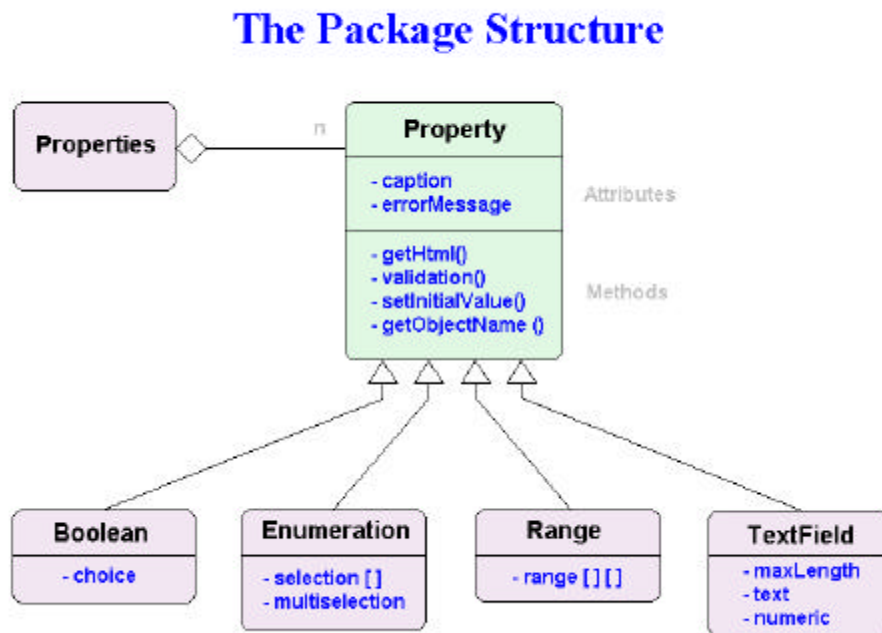 The Package Structure
Properties
n
Property
- caption
- errorMessage
Attributes
- getHtml()
- validation()
- setInitialValue()
- getObjectName ()
Methods
Boolean
- choice
Enumeration
- selection [ ]
- multiselection
Range
- range [ ] [ ]
TextField
- maxLength
- text
- numeric